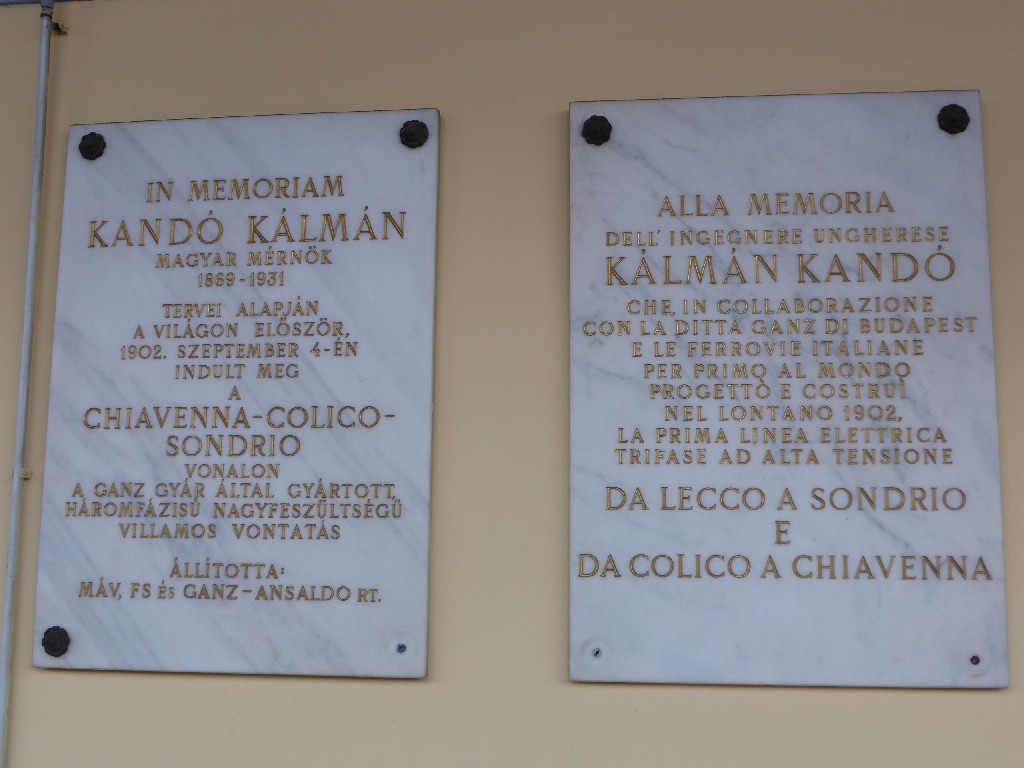 IN MEMORIAM
KANDÓ KÁLMÁN
MAGYAR MÉRNÖK
1869-1931
TERVEI ALAPJÁN
A VILÁGON ELŐSZÖR,
1902. SZEPTEMBER 4-ÉN
INDULT MEG
A
CHIAVENNA-COLICO-
SONDRIO
VONALON
A GANZ GYÁR ÁLTAL GYÁRTOTT,
HÁROMFÁZISÚ NAGYFESZÜLTSÉGŰ
VILLAMOS VONTATÁS
ÁLLÍTOTTA:
MÁV, FS ÉS GANZ-ANSALDO RT.
ALLA MEMORIA
DELL'INGEGNERE UNGHERESE
KÁLMÁN KANDÓ
CHE, IN COLLABORAZIONE
CON LA DITTA GANZ DI BUDAPEST
E LE FERROVIE ITALIANE
PER PRIMO AL MONDO
PROGETTÒ E COSTRUÌ
NEL LONTANO 1902,
LA PRIMA LINEA ELETTRICA
TRIFASE AD ALTA TENSIONE
DA LECCO A SONDRIO
E
DA COLICO A CHIAVENNA